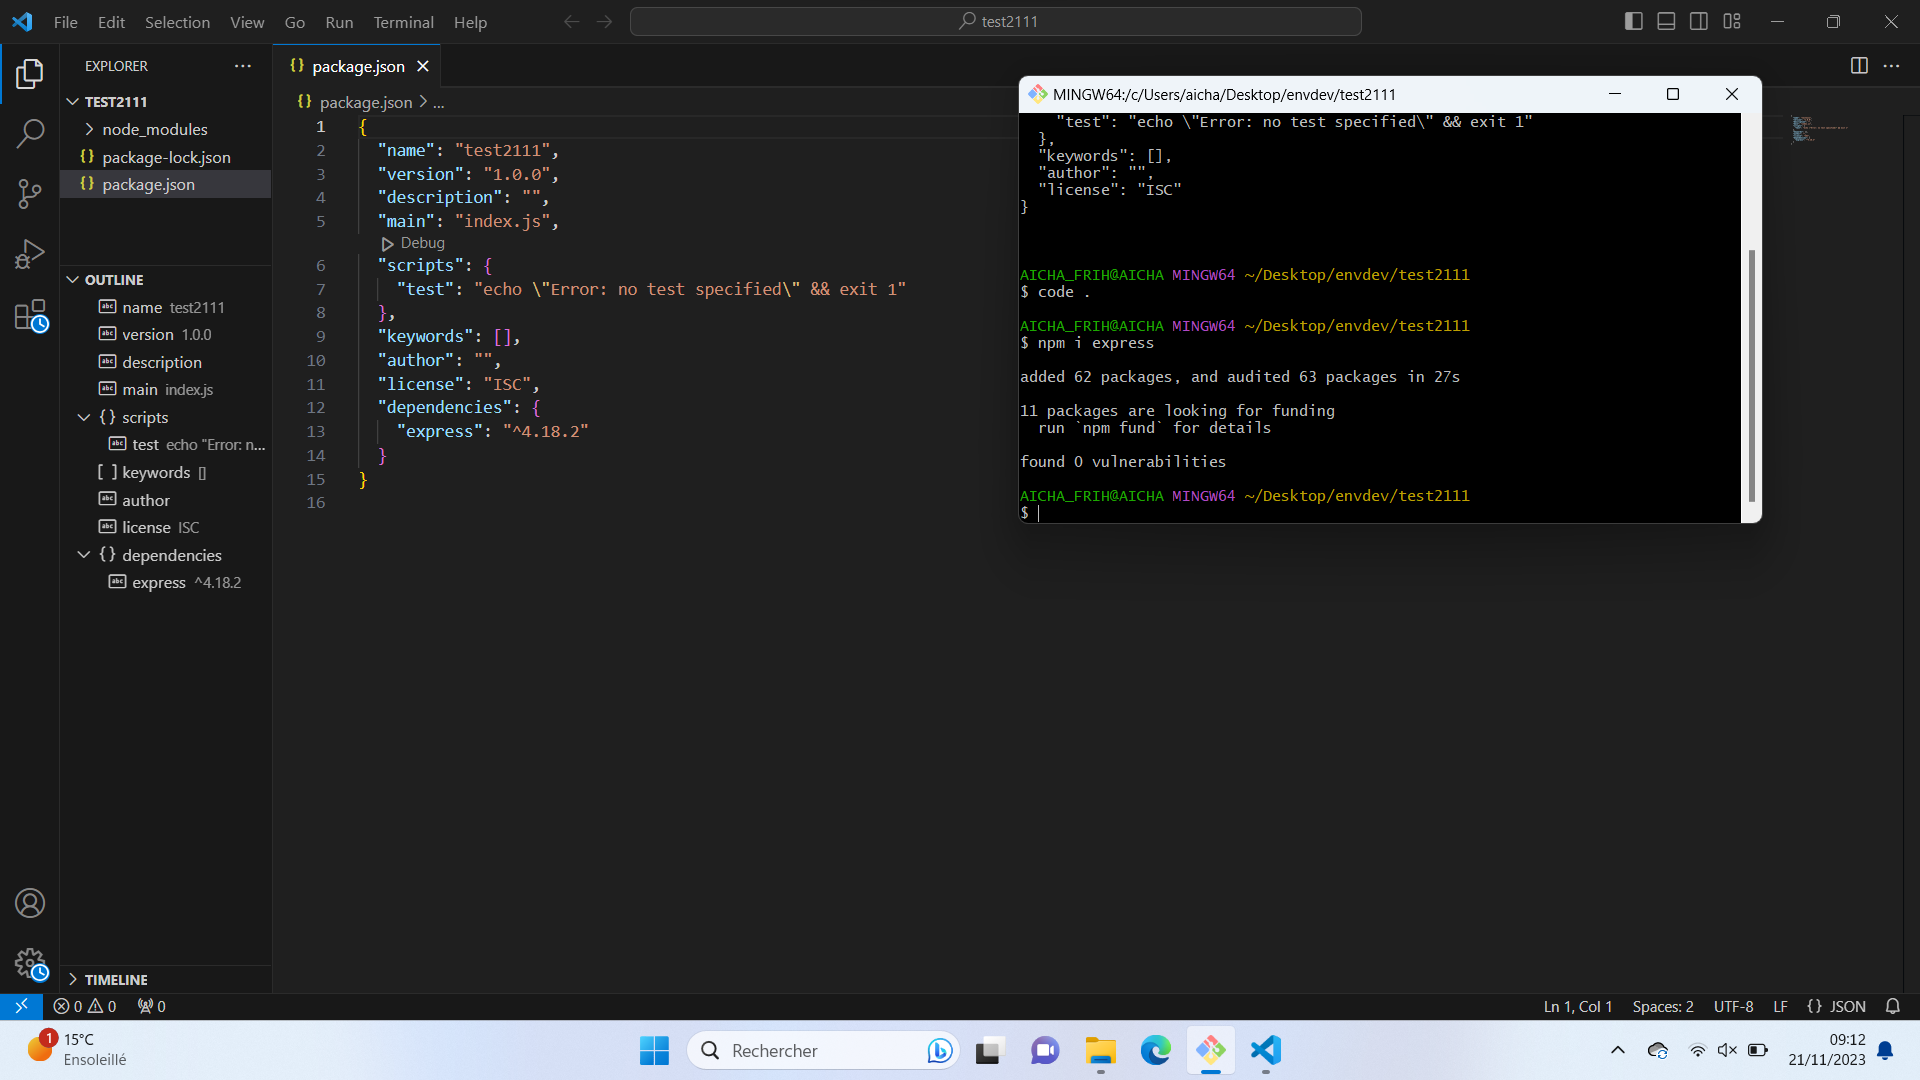 File Edit Selection View Go Run Terminal Help
test2111
EXPLORER
TEST2111
node_modules
{} package-lock.json
{} package.json
OUTLINE
name test2111
version 1.0.0
description
main index.js
{} scripts
test echo "Error: n...
[ ] keywords []
author
license ISC
{} dependencies
express ^4.18.2
TIMELINE
{} package.json
{} package.json > ...
1 {
2 "name": "test2111",
3 "version": "1.0.0",
4 "description": "",
5 "main": "index.js",
Debug
6 "scripts": {
7 "test": "echo \"Error: no test specified\" && exit 1"
8 },
9 "keywords": [],
10 "author": "",
11 "license": "ISC",
12 "dependencies": {
13 "express": "^4.18.2"
14 }
15 }
16
MINGW64:/c/Users/aicha/Desktop/envdev/test2111
"test": "echo \"Error: no test specified\" && exit 1"
},
"keywords": [],
"author": "",
"license": "ISC"
}
AICHA_FRIH@AICHA MINGW64 ~/Desktop/envdev/test2111
$ code .
AICHA_FRIH@AICHA MINGW64 ~/Desktop/envdev/test2111
$ npm i express
added 62 packages, and audited 63 packages in 27s
11 packages are looking for funding
run `npm fund` for details
found 0 vulnerabilities
AICHA_FRIH@AICHA MINGW64 ~/Desktop/envdev/test2111
$
0 0 0
Ln 1, Col 1 Spaces: 2 UTF-8 LF {} JSON
1
15°C
Ensoleillé
Rechercher
09:12
21/11/2023